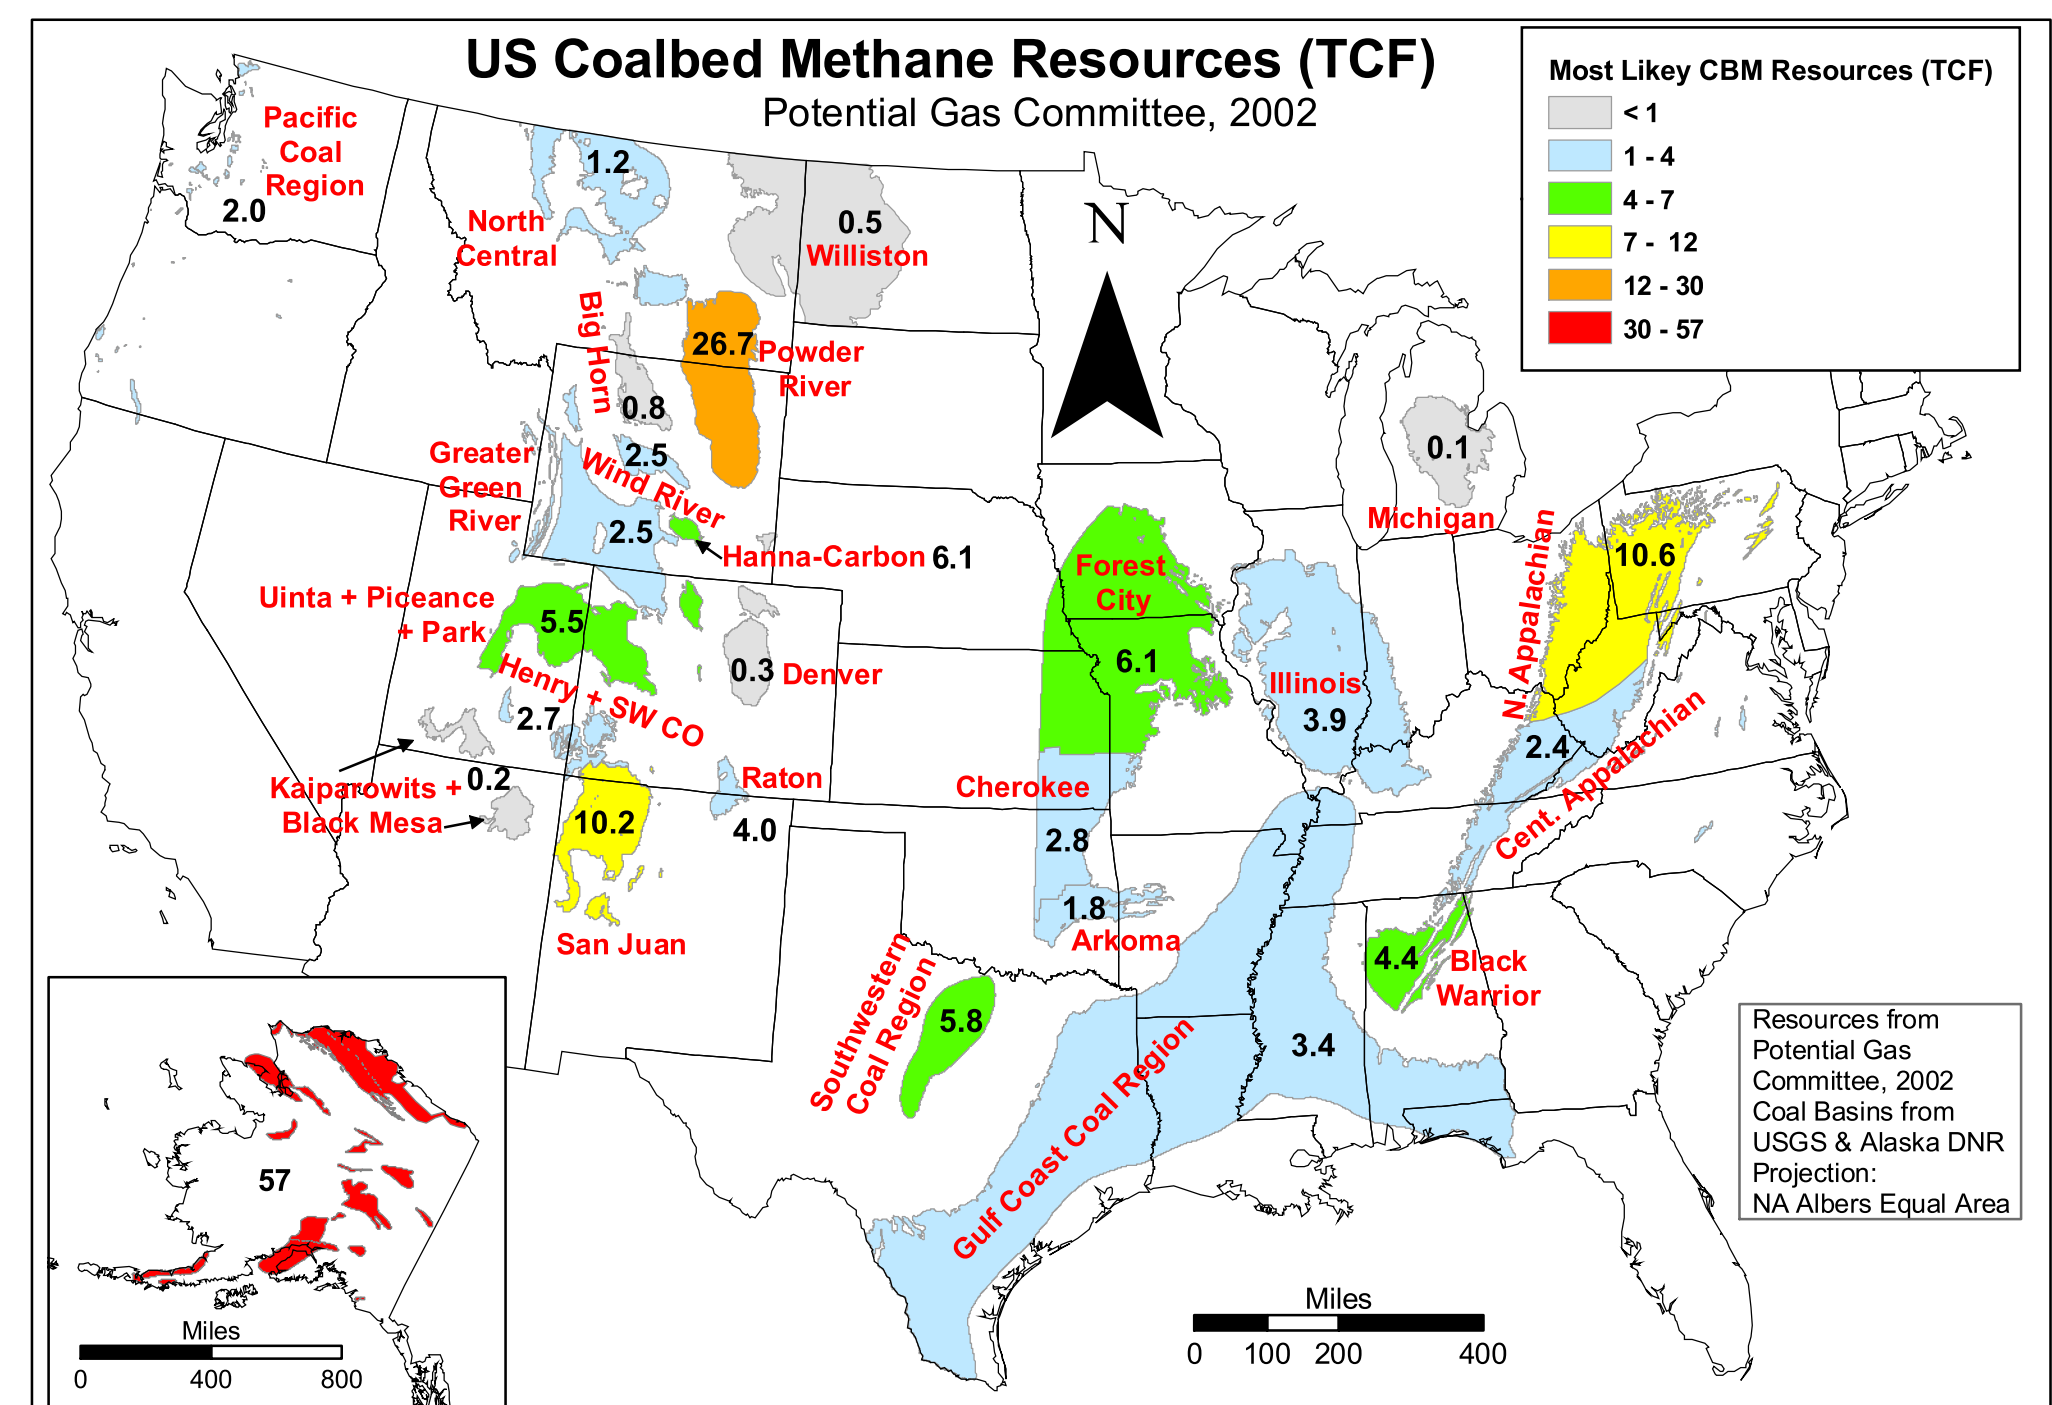 US Coalbed Methane Resources (TCF)
Potential Gas Committee, 2002
Most Likey CBM Resources (TCF)
< 1
1 - 4
4 - 7
7 -  12
12 - 30
30 - 57
Pacific
Coal
Region
2.0
North
Central
1.2
0.5
Williston
N
Big Horn
0.8
26.7
Powder
River
Greater
Green
River
2.5
Wind River
2.5
Hanna-Carbon
6.1
Uinta + Piceance
+ Park
5.5
Henry + SW CO
2.7
0.3
Denver
Kaiparowits +
Black Mesa
0.2
Raton
4.0
10.2
San Juan
Forest
City
6.1
Cherokee
2.8
1.8
Arkoma
Southwestern
Coal Region
5.8
Gulf Coast Coal Region
3.4
Illinois
3.9
0.1
Michigan
N. Appalachian
10.6
2.4
Cent. Appalachian
4.4
Black
Warrior
57
Miles
0
400
800
Miles
0
100
200
400
Resources from
Potential Gas
Committee, 2002
Coal Basins from
USGS & Alaska DNR
Projection:
NA Albers Equal Area